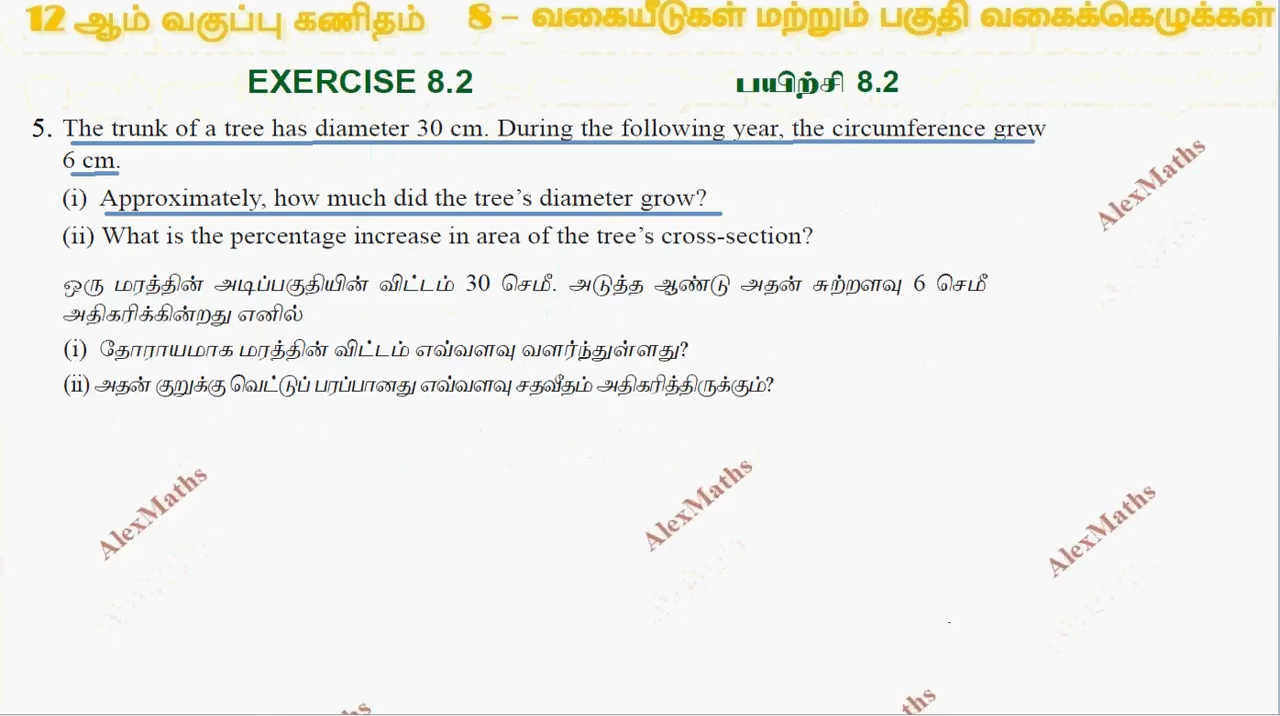 12 ஆம் வகுப்பு கணிதம் 8 – வகையீடுகள் மற்றும் பகுதி வகைக்கெழுக்கள்
EXERCISE 8.2 பயிற்சி 8.2
5. The trunk of a tree has diameter 30 cm. During the following year, the circumference grew
6 cm.
(i) Approximately, how much did the tree’s diameter grow?
(ii) What is the percentage increase in area of the tree’s cross-section?
ஒரு மரத்தின் அடிப்பகுதியின் விட்டம் 30 செமீ. அடுத்த ஆண்டு அதன் சுற்றளவு 6 செமீ
அதிகரிக்கின்றது எனில்
(i) தோராயமாக மரத்தின் விட்டம் எவ்வளவு வளர்ந்துள்ளது?
(ii) அதன் குறுக்கு வெட்டுப் பரப்பானது எவ்வளவு சதவீதம் அதிகரித்திருக்கும்?
AlexMaths
AlexMaths
AlexMaths
AlexMaths
hs
ths